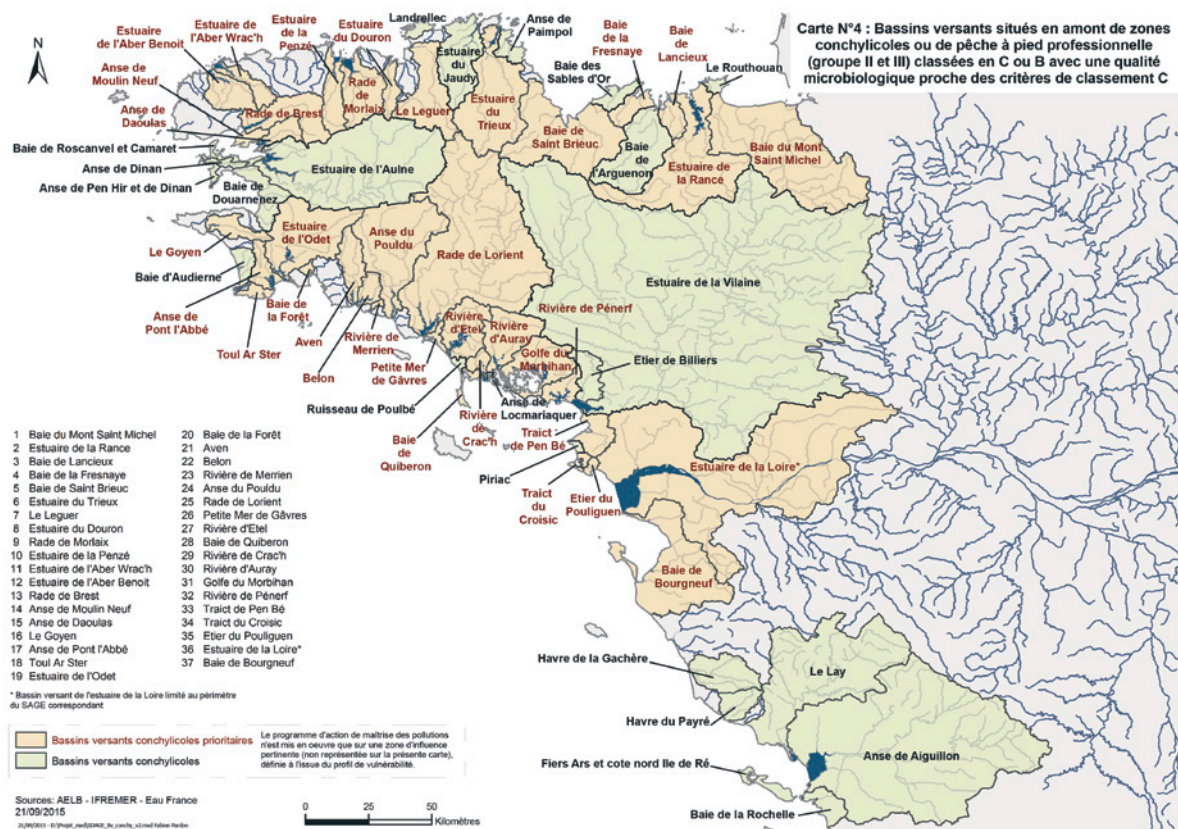 Carte N°4 : Bassins versants situés en amont de zones
conchylicoles ou de pêche à pied professionnelle
(groupe II et III) classées en C ou B avec une qualité
microbiologique proche des critères de classement C
N
Estuaire
de l'Aber Benoit
Estuaire de
l'Aber Wrac'h
Estuaire
de la
Penzé
Estuaire
du Douron
Landrellec
Estuaire
du
Jaudy
Anse de
Paimpol
Baie
de la
Fresnaye
Baie
de
Lancieux
Baie des
Sables d'Or
Le Routhouan
Anse de
Moulin Neuf
Anse de
Daoulas
Rade de Brest
Rade
de
Morlaix
Le Leguer
Estuaire
du
Trieux
Baie de
Saint Brieuc
Baie
de
l'Arguenon
Estuaire
de la Rance
Baie du Mont
Saint Michel
Baie de Roscanvel et Camaret
Anse de Dinan
Anse de Pen Hir et de Dinan
Baie de
Douarnenez
Estuaire de l'Aulne
Le Goyen
Baie d'Audierne
Anse de
Pont l'Abbé
Toul Ar Ster
Estuaire
de l'Odet
Baie de
la Forêt
Aven
Belon
Anse du
Pouldu
Rivière de
Merrien
Petite Mer
de Gâvres
Rade de Lorient
Estuaire de la Vilaine
Rivière
d'Etel
Rivière
d'Auray
Rivière de Pénerf
Golfe du
Morbihan
Etier de Billiers
Ruisseau de Poulbé
Baie
de
Quiberon
Rivière
de
Crac'h
Anse de
Locmariaquer
Traict
de Pen Bé
Piriac
Traict
du
Croisic
Etier du
Pouliguen
Estuaire de la Loire*
Baie de
Bourgneuf
Havre de la Gachère
Havre du Payré
Le Lay
Anse de Aiguillon
Fiers Ars et cote nord Ile de Ré
Baie de la Rochelle
1 Baie du Mont Saint Michel
2 Estuaire de la Rance
3 Baie de Lancieux
4 Baie de la Fresnaye
5 Baie de Saint Brieuc
6 Estuaire du Trieux
7 Le Leguer
8 Estuaire du Douron
9 Rade de Morlaix
10 Estuaire de la Penzé
11 Estuaire de l'Aber Wrac'h
12 Estuaire de l'Aber Benoit
13 Rade de Brest
14 Anse de Moulin Neuf
15 Anse de Daoulas
16 Le Goyen
17 Anse de Pont l'Abbé
18 Toul Ar Ster
19 Estuaire de l'Odet
20 Baie de la Forêt
21 Aven
22 Belon
23 Rivière de Merrien
24 Anse du Pouldu
25 Rade de Lorient
26 Petite Mer de Gâvres
27 Rivière d'Etel
28 Baie de Quiberon
29 Rivière de Crac'h
30 Rivière d'Auray
31 Golfe du Morbihan
32 Rivière de Pénerf
33 Traict de Pen Bé
34 Traict du Croisic
35 Etier du Pouliguen
36 Estuaire de la Loire*
37 Baie de Bourgneuf
* Bassin versant de l'estuaire de la Loire limité au périmètre
du SAGE correspondant
Bassins versants conchylicoles prioritaires
Bassins versants conchylicoles
Le programme d'action de maîtrise des pollutions
n'est mis en oeuvre que sur une zone d'influence
pertinente (non représentée sur la présente carte),
définie à l'issue du profil de vulnérabilité.
Sources: AELB - IFREMER - Eau France
21/09/2015
0 25 50
Kilomètres